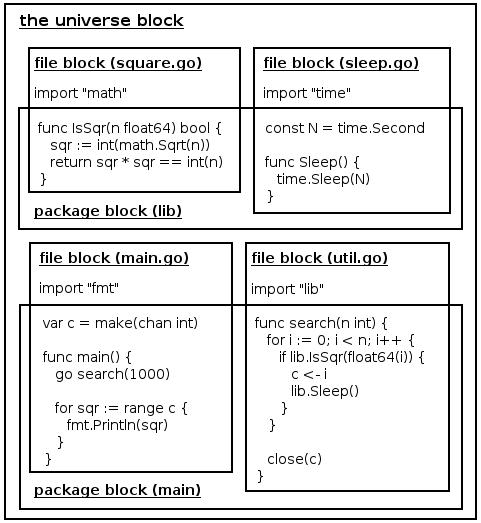 the universe block
file block (square.go)
import "math"
func IsSqr(n float64) bool {
sqr := int(math.Sqrt(n))
return sqr * sqr == int(n)
}
package block (lib)
file block (sleep.go)
import "time"
const N = time.Second
func Sleep() {
time.Sleep(N)
}
file block (main.go)
import "fmt"
var c = make(chan int)
func main() {
go search(1000)
for sqr := range c {
fmt.Println(sqr)
}
}
package block (main)
file block (util.go)
import "lib"
func search(n int) {
for i := 0; i < n; i++ {
if lib.IsSqr(float64(i)) {
c <- i
lib.Sleep()
}
}
close(c)
}